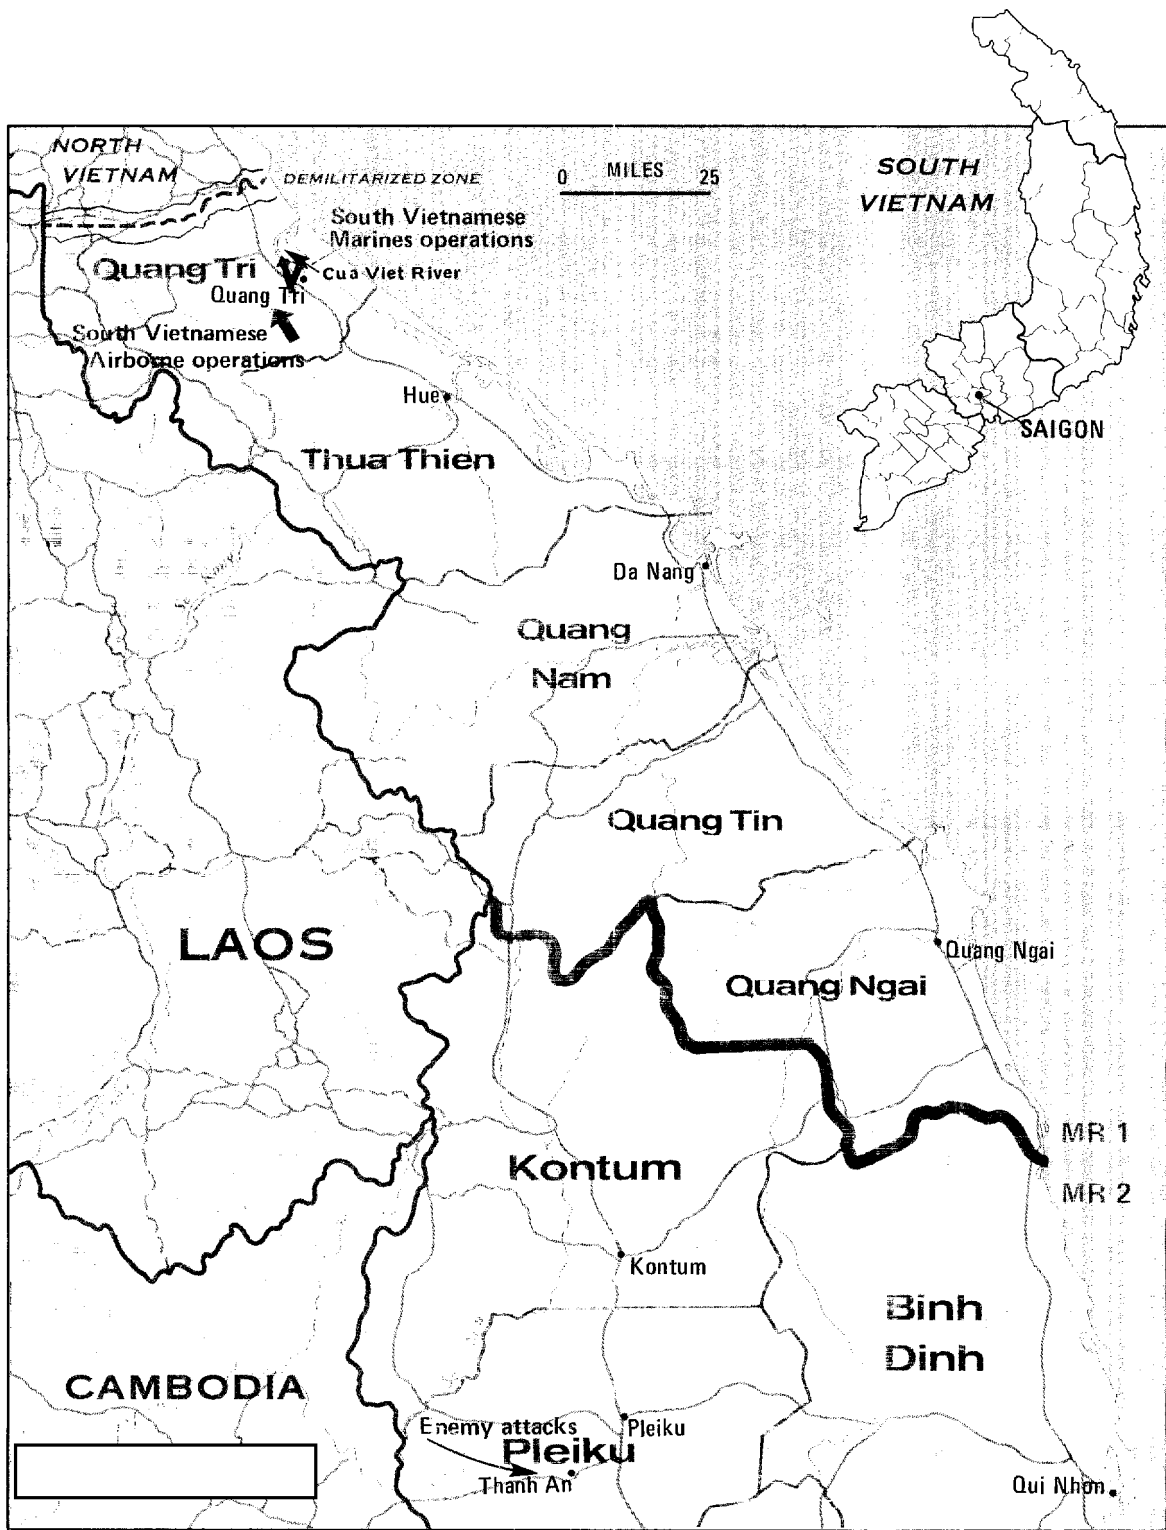 NORTH
VIETNAM
DEMILITARIZED ZONE
0 MILES 25
SOUTH
VIETNAM
South Vietnamese
Marines operations
Quang Tri
Cua Viet River
Quang Tri
South Vietnamese
Airborne operations
Hue
SAIGON
Thua Thien
Da Nang
Quang
Nam
Quang Tin
LAOS
Quang Ngai
Quang Ngai
MR 1
Kontum
MR 2
Kontum
Binh
Dinh
CAMBODIA
Enemy attacks
Pleiku
Pleiku
Thanh An
Qui Nhon